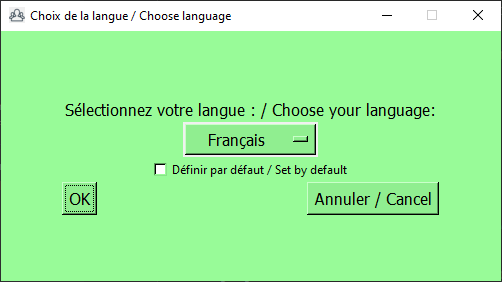 Choix de la langue / Choose language
Sélectionnez votre langue : / Choose your language:
Français
Définir par défaut / Set by default
OK
Annuler / Cancel